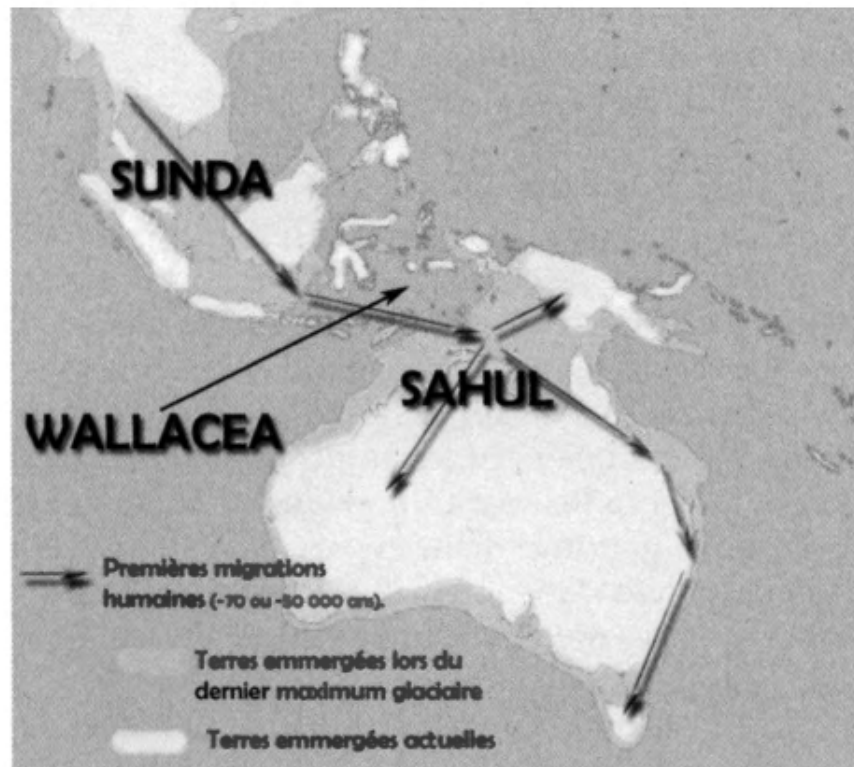 SUNDA
WALLACEA
SAHUL
Premières migrations
humaines (-70 ou -50 000 ans).
Terres emmergées lors du
dernier maximum glaciaire
Terres emmergées actuelles